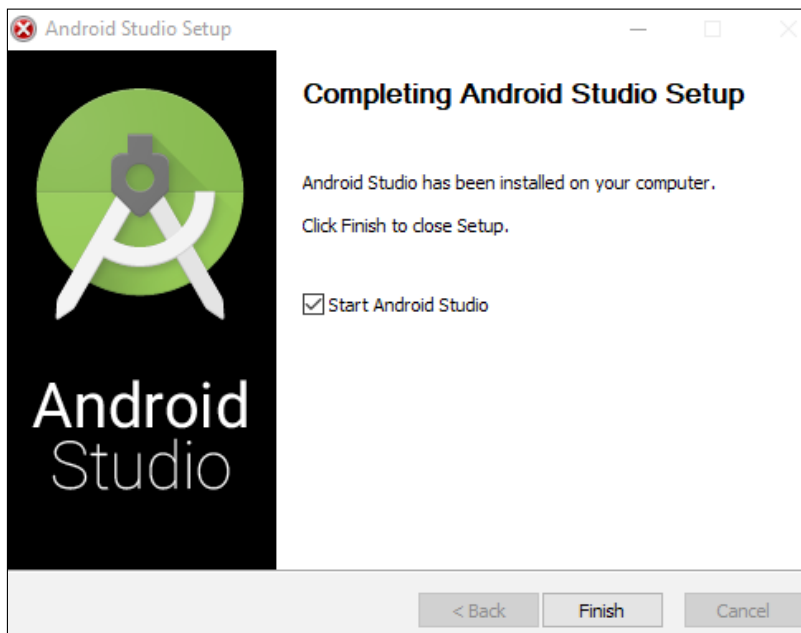 Android Studio Setup
Completing Android Studio Setup
Android Studio has been installed on your computer.
Click Finish to close Setup.
Start Android Studio
Android
Studio
< Back
Finish
Cancel